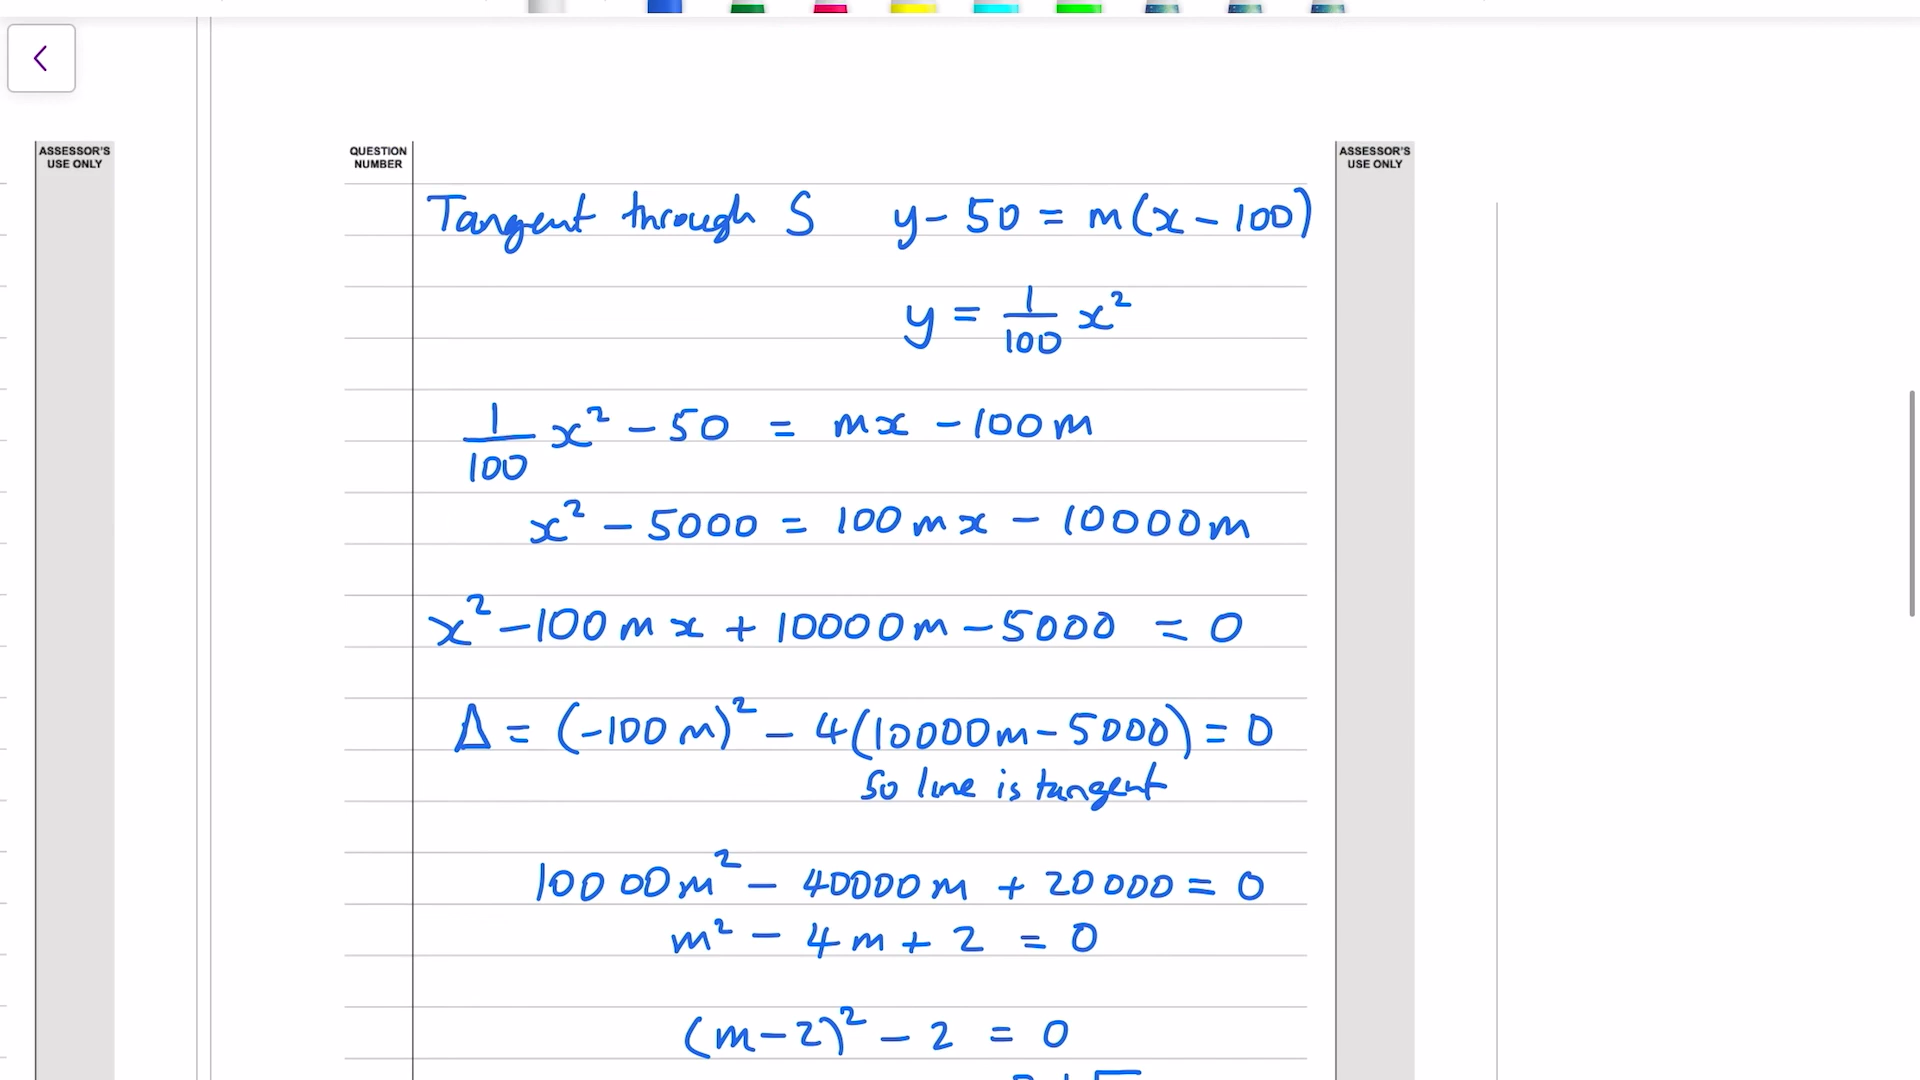 ASSESSOR'S
USE ONLY
QUESTION
NUMBER
ASSESSOR'S
USE ONLY
Tangent through S y - 50 = m(x - 100)
y = 1/100 x²
1/100 x² - 50 = mx - 100m
x² - 5000 = 100mx - 10000m
x² - 100mx + 10000m - 5000 = 0
Δ = (-100m)² - 4(10000m - 5000) = 0
So line is tangent
10000m² - 40000m + 20000 = 0
m² - 4m + 2 = 0
(m - 2)² - 2 = 0